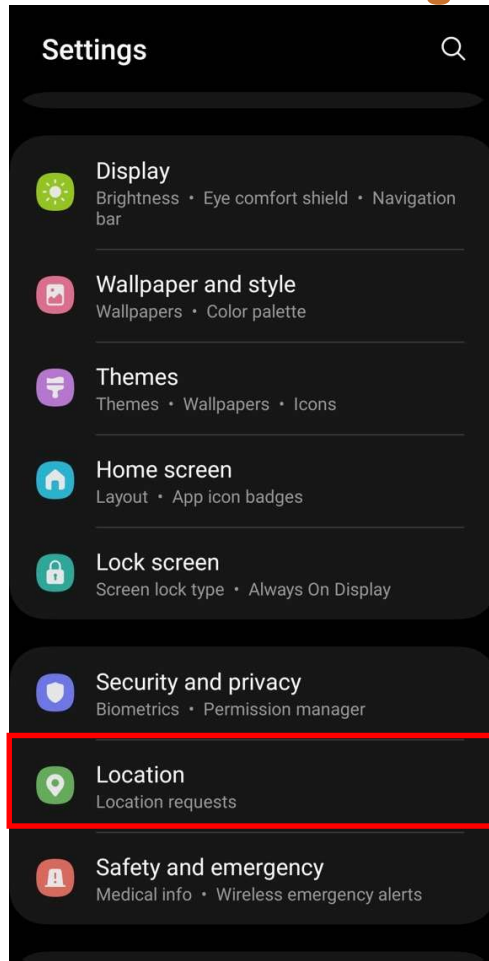 Settings
Display
Brightness • Eye comfort shield • Navigation
bar
Wallpaper and style
Wallpapers • Color palette
Themes
Themes • Wallpapers • Icons
Home screen
Layout • App icon badges
Lock screen
Screen lock type • Always On Display
Security and privacy
Biometrics • Permission manager
Location
Location requests
Safety and emergency
Medical info • Wireless emergency alerts